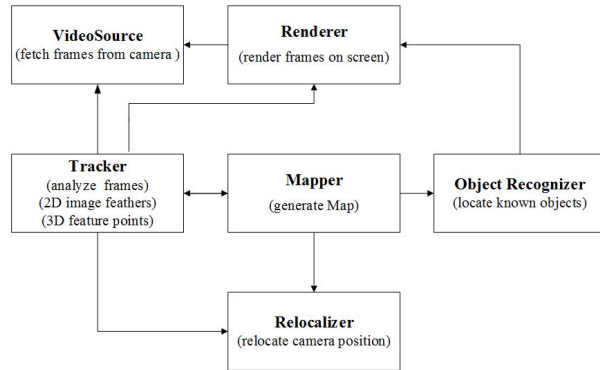 VideoSource
(fetch frames from camera )
Renderer
(render frames on screen)
Tracker
(analyze  frames)
(2D image feathers)
(3D feature points)
Mapper
(generate Map)
Object Recognizer
(locate known objects)
Relocalizer
(relocate camera position)